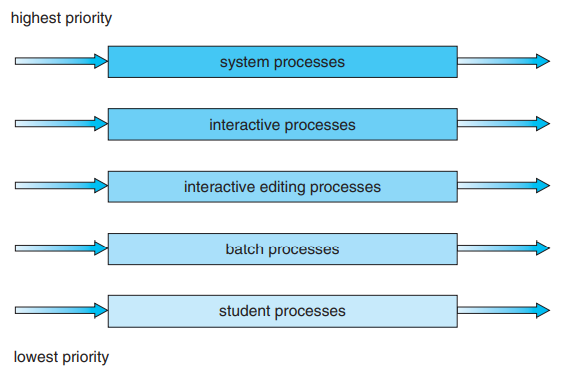 highest priority
system processes
interactive processes
interactive editing processes
batch processes
student processes
lowest priority